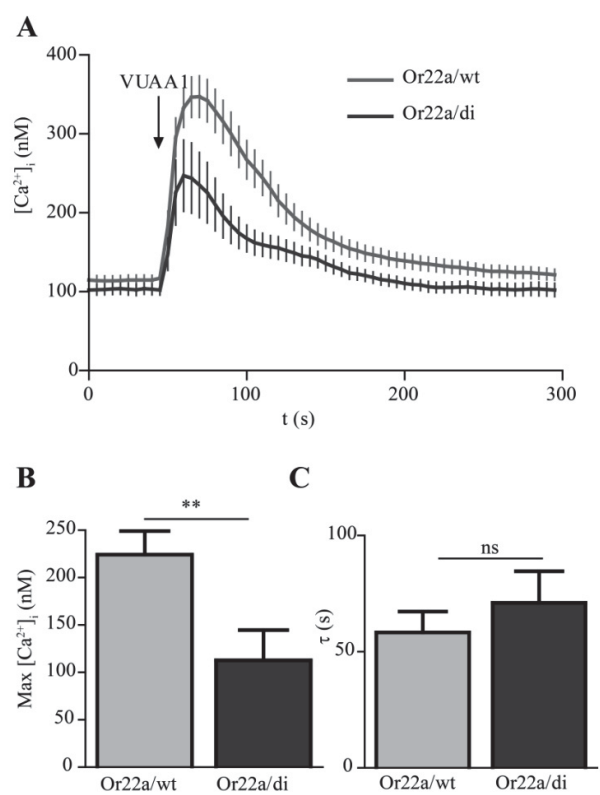 A
400
300
200
100
0
[Ca²⁺]ᵢ (nM)
VUAA1
Or22a/wt
Or22a/di
0 100 200 300
t (s)
B
250
200
150
100
50
0
Max [Ca²⁺]ᵢ (nM)
**
Or22a/wt Or22a/di
C
100
50
0
τ (s)
ns
Or22a/wt Or22a/di